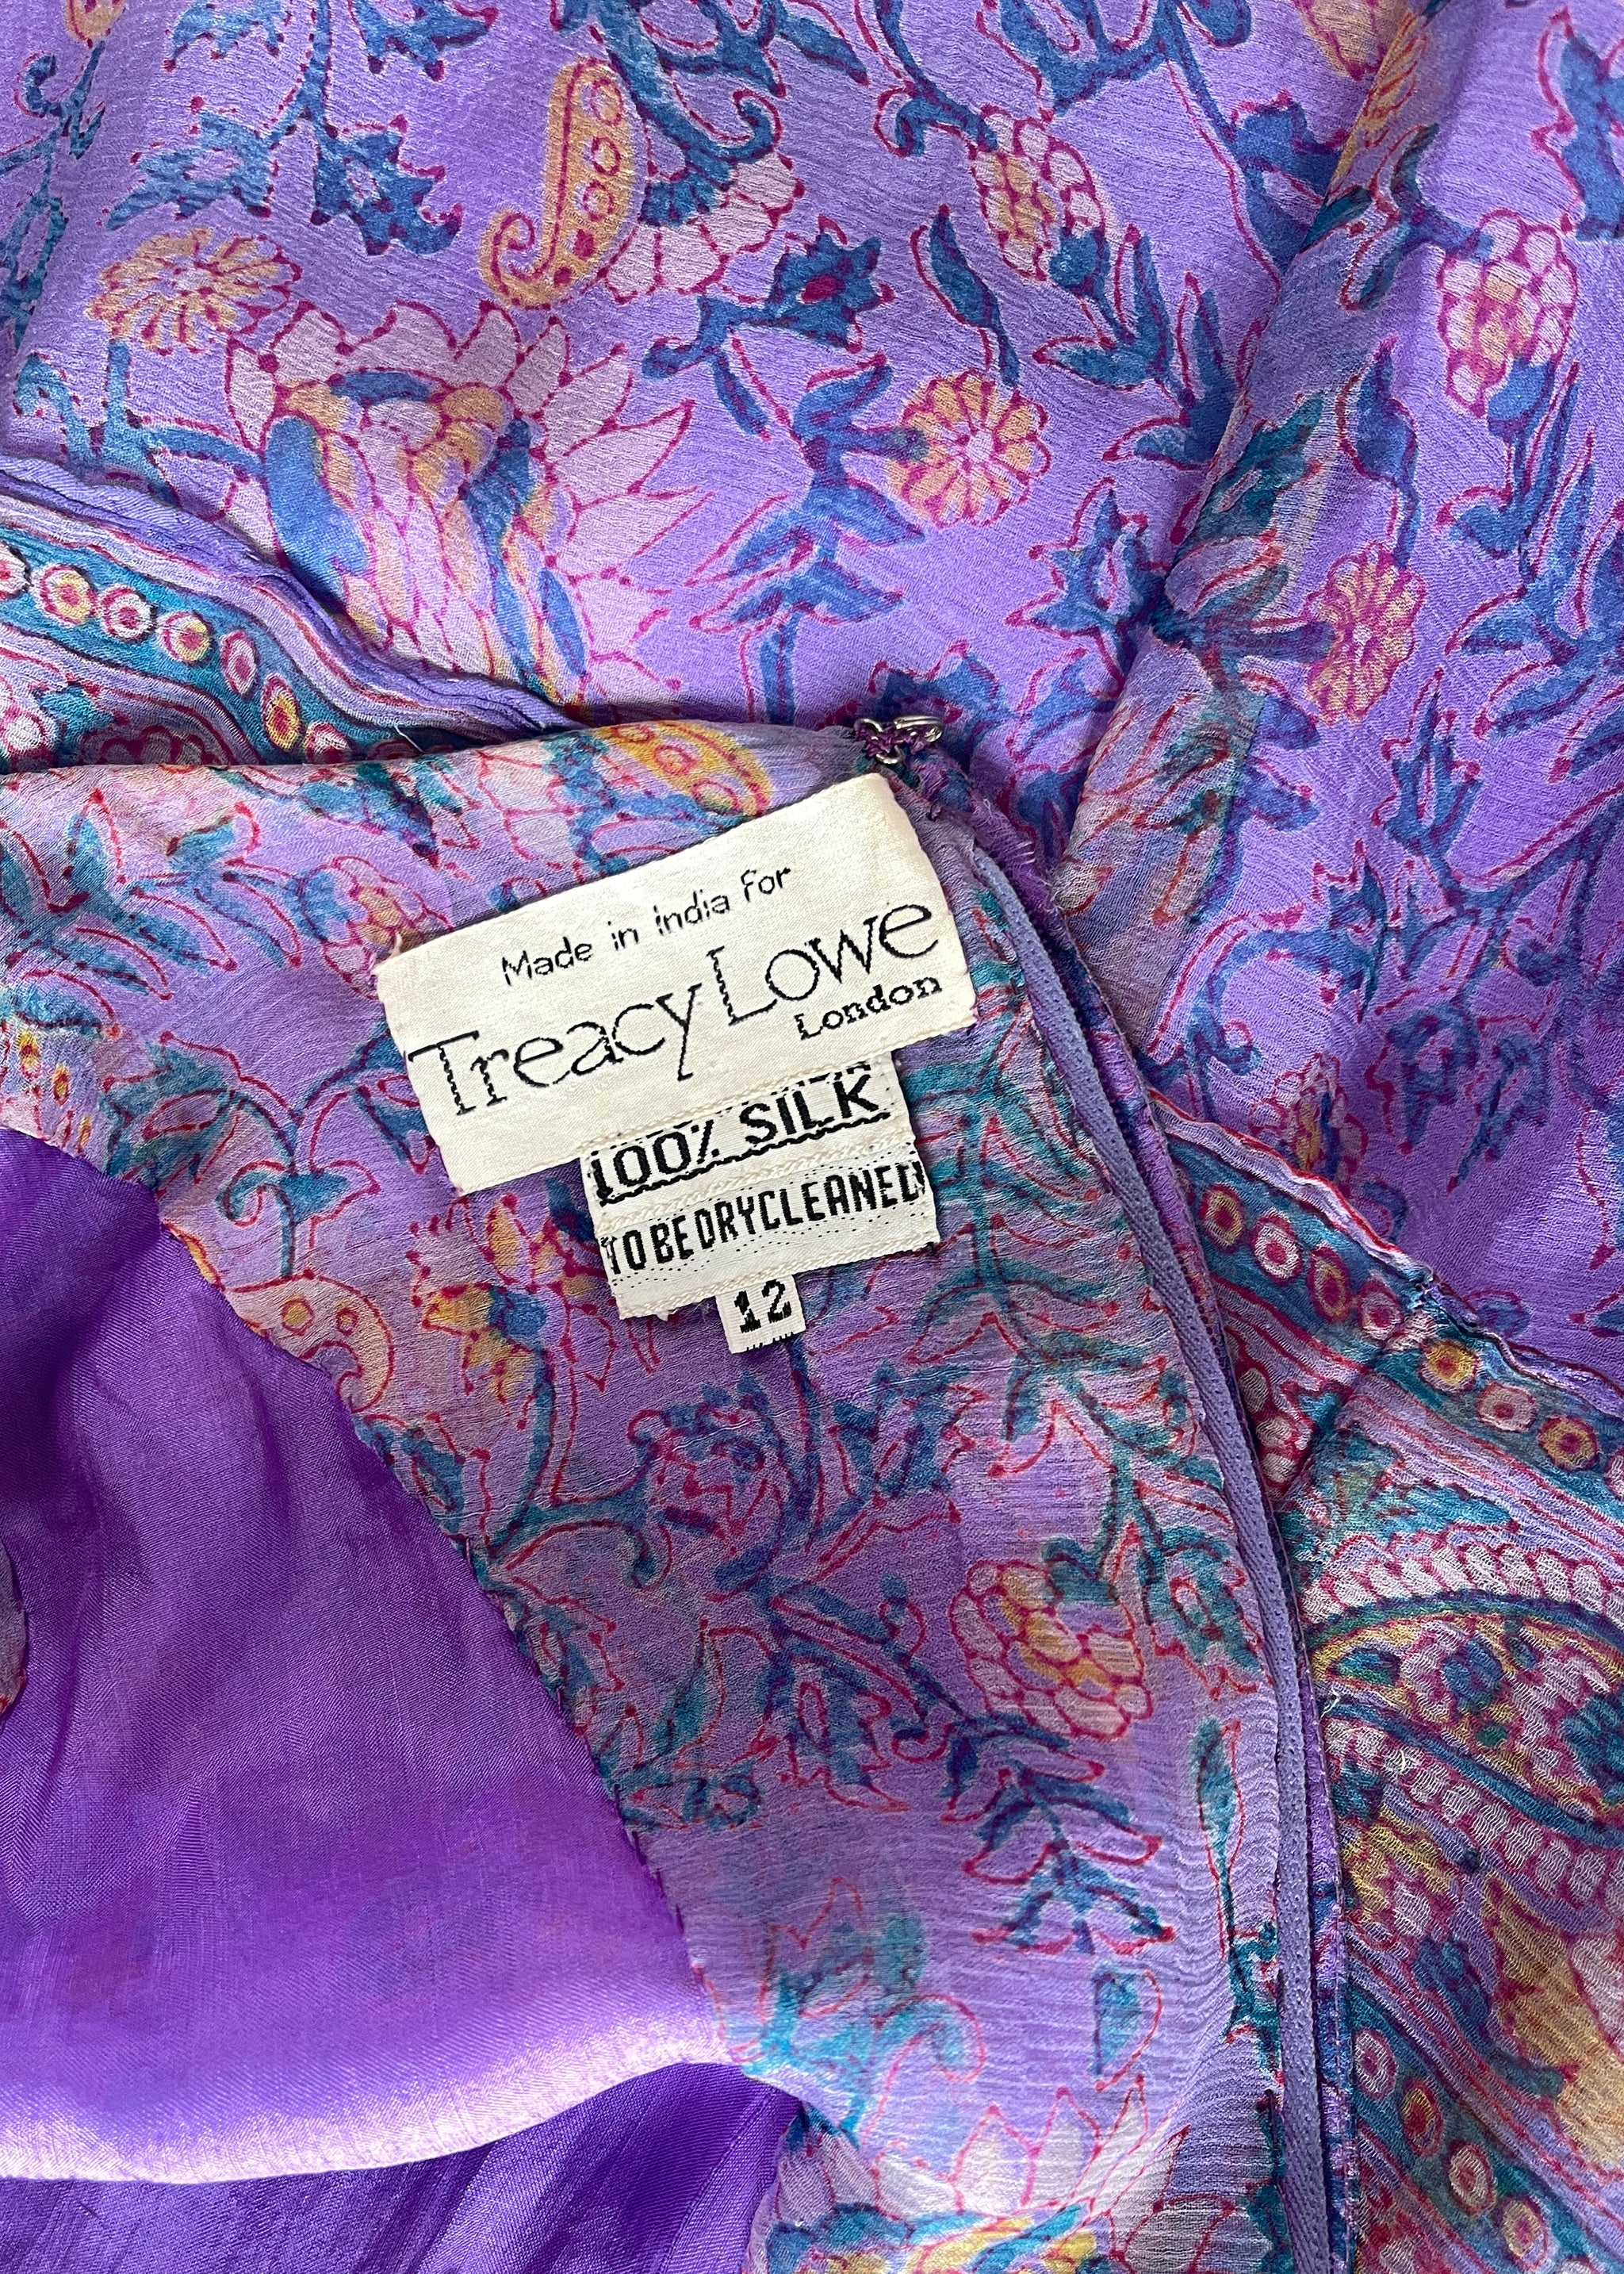 Made in india For
Treacy Lowe
London
100% SILK
TO BE DRYCLEANED
12